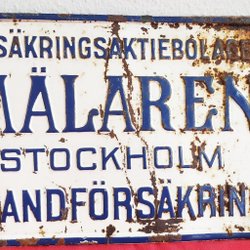 SÄKRINGSAKTIEBOLAG
MÄLAREN
STOCKHOLM
ANDFÖRSÄKRIN